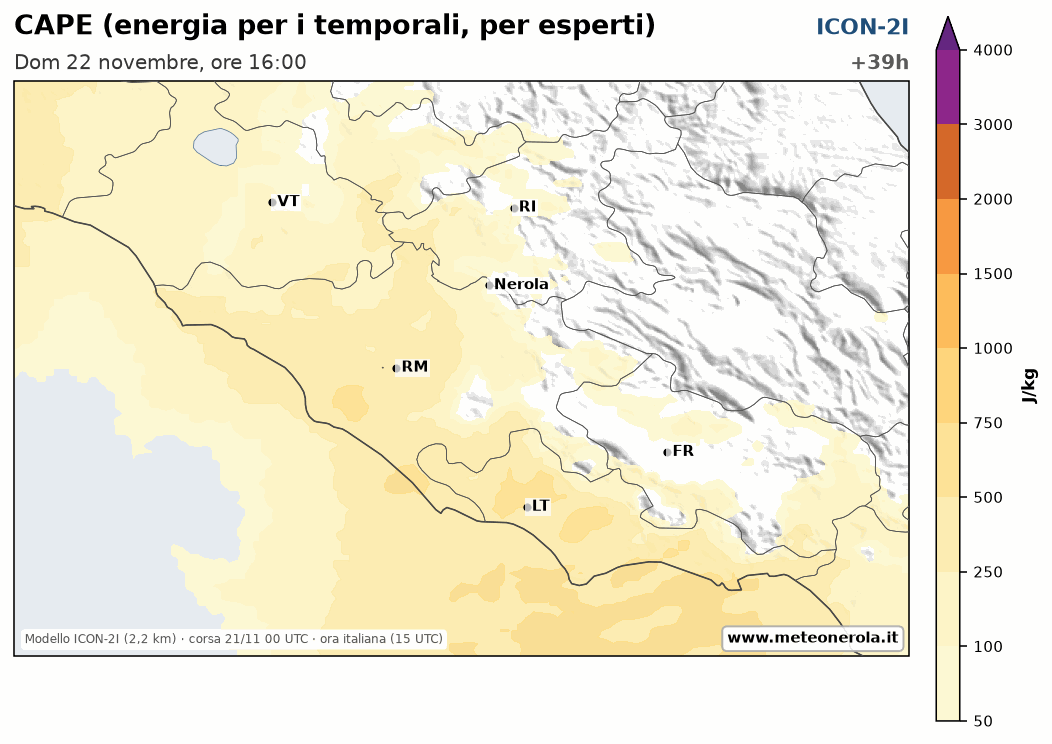 CAPE (energia per i temporali, per esperti)
ICON-2I
Dom 22 novembre, ore 16:00
+39h
VT
RI
Nerola
RM
FR
LT
4000
3000
2000
1500
1000
750
500
250
100
50
J/kg
Modello ICON-2I (2,2 km) · corsa 21/11 00 UTC · ora italiana (15 UTC)
www.meteonerola.it